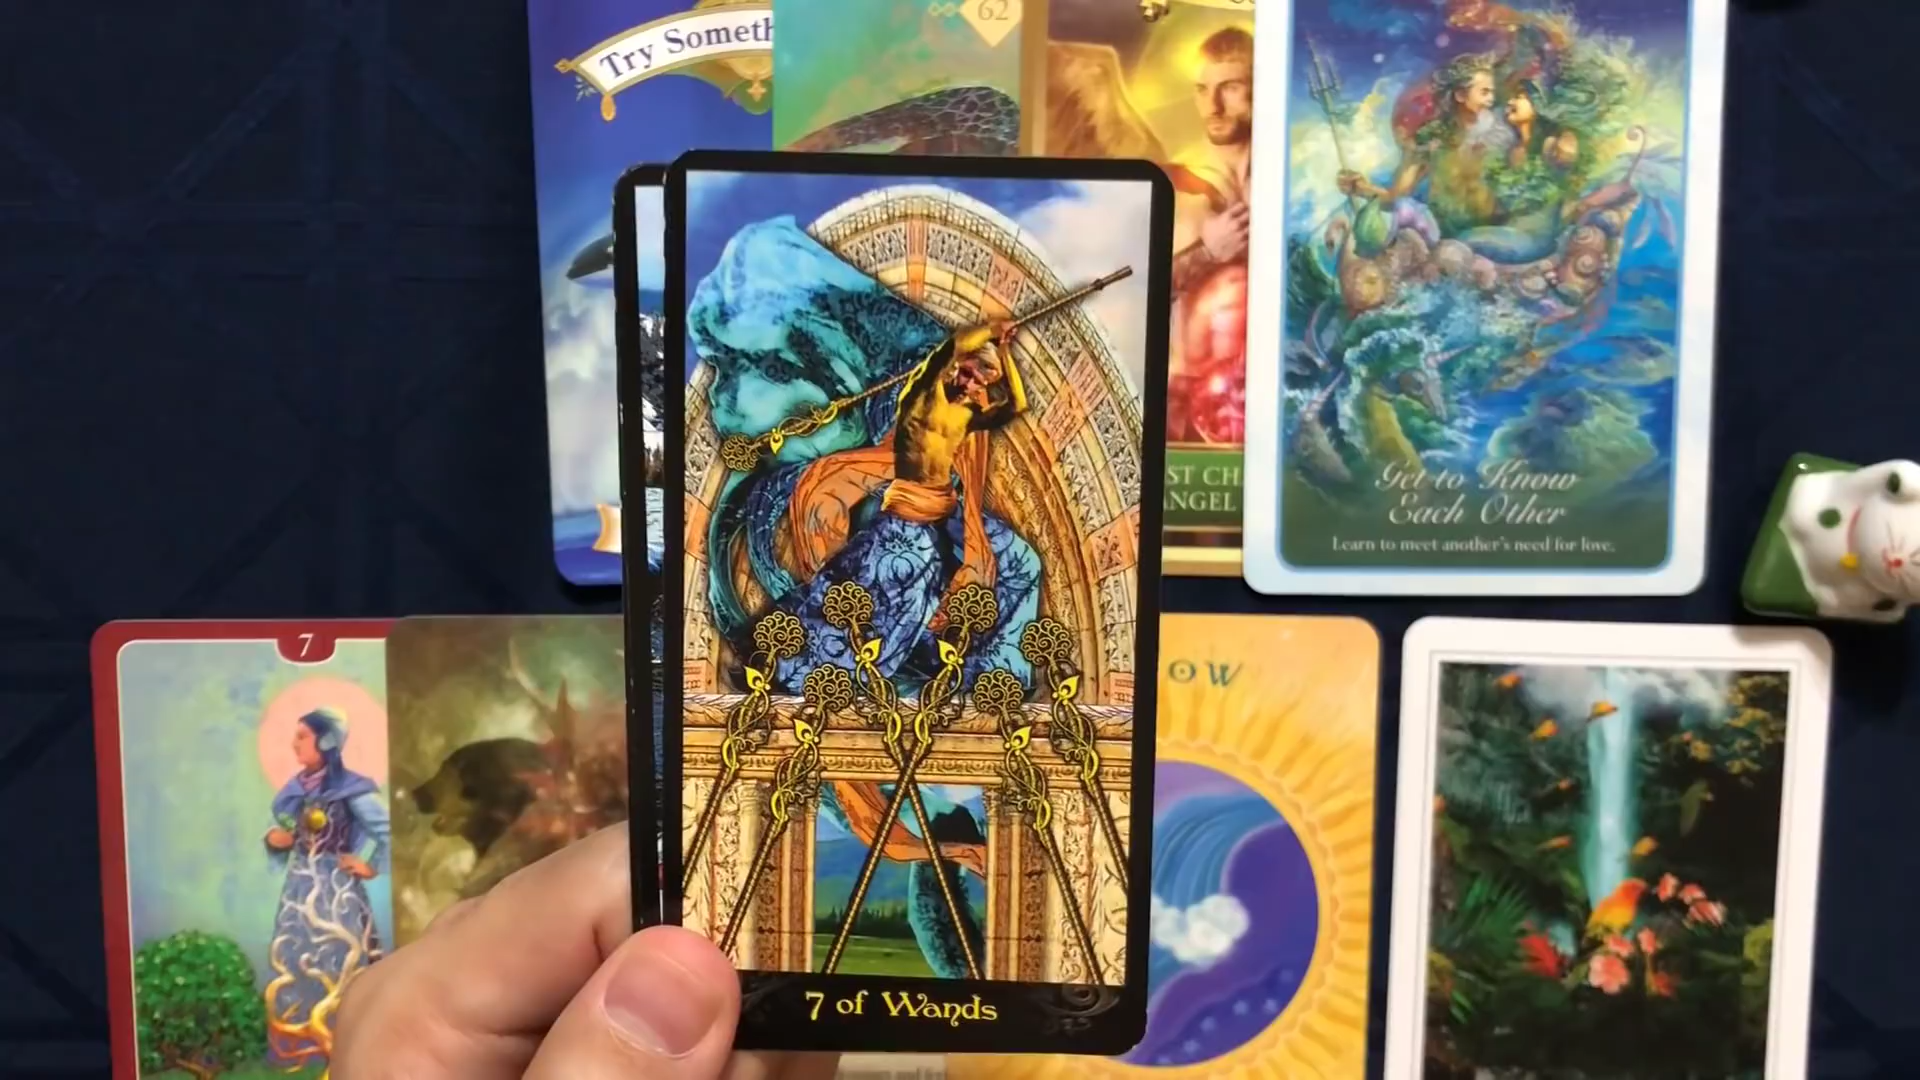 Try Someth
62
ST CH
ANGEL
Get to Know
Each Other
Learn to meet another's need for love.
7
OW
7 of Wands